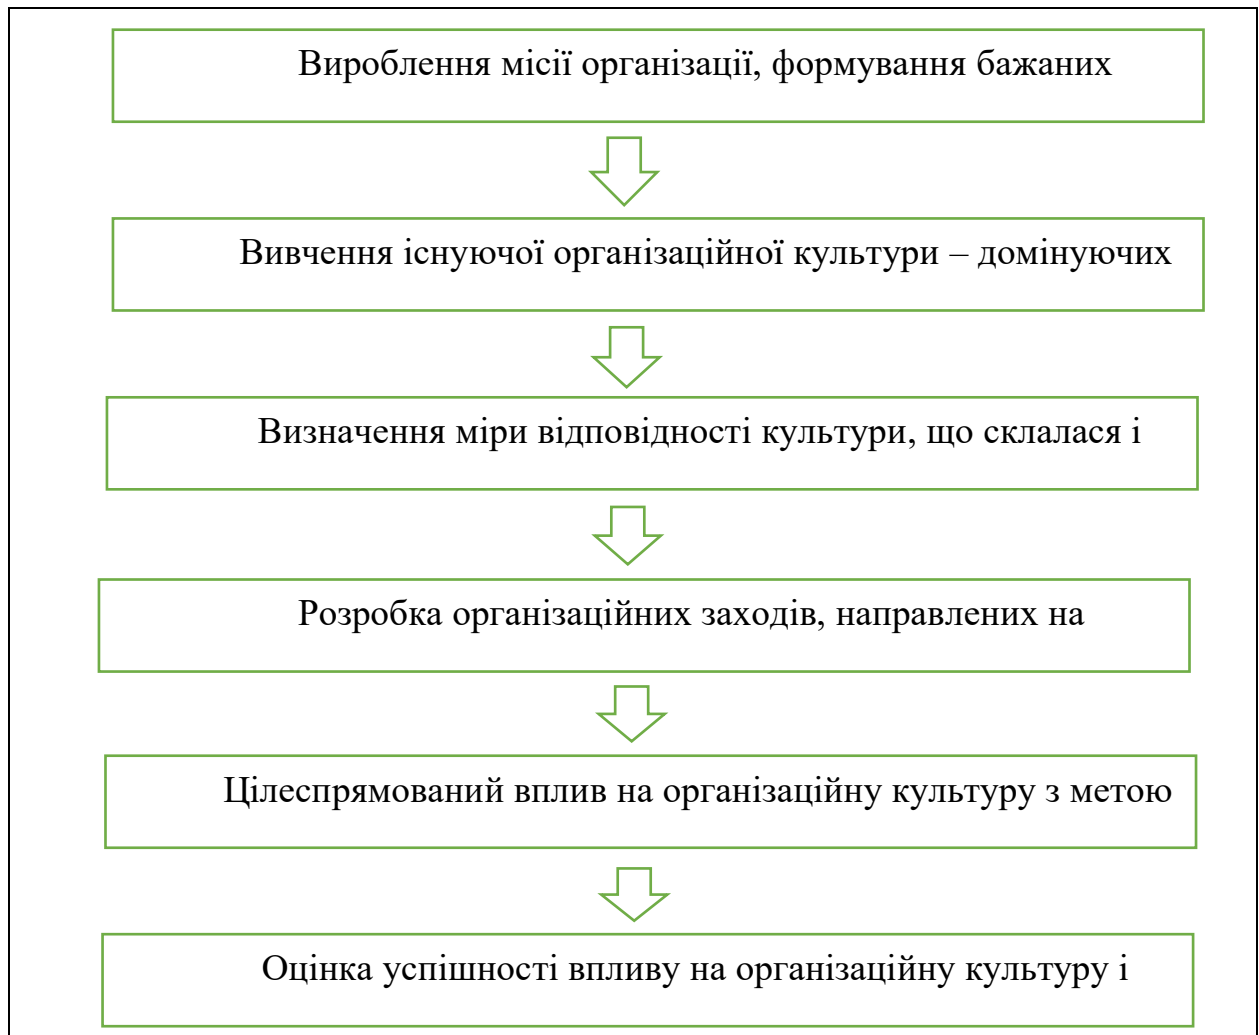 Вироблення місії організації, формування бажаних
Вивчення існуючої організаційної культури – домінуючих
Визначення міри відповідності культури, що склалася і
Розробка організаційних заходів, направлених на
Цілеспрямований вплив на організаційну культуру з метою
Оцінка успішності впливу на організаційну культуру і